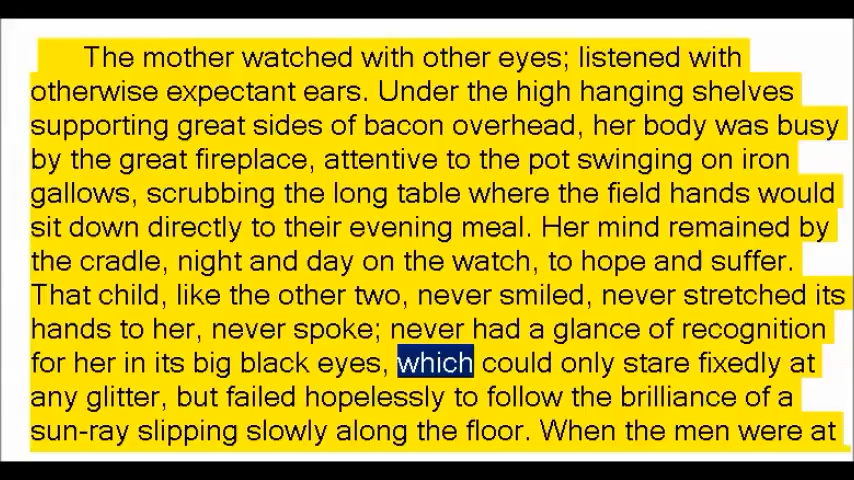 The mother watched with other eyes; listened with
otherwise expectant ears. Under the high hanging shelves
supporting great sides of bacon overhead, her body was busy
by the great fireplace, attentive to the pot swinging on iron
gallows, scrubbing the long table where the field hands would
sit down directly to their evening meal. Her mind remained by
the cradle, night and day on the watch, to hope and suffer.
That child, like the other two, never smiled, never stretched its
hands to her, never spoke; never had a glance of recognition
for her in its big black eyes, which could only stare fixedly at
any glitter, but failed hopelessly to follow the brilliance of a
sun-ray slipping slowly along the floor. When the men were at